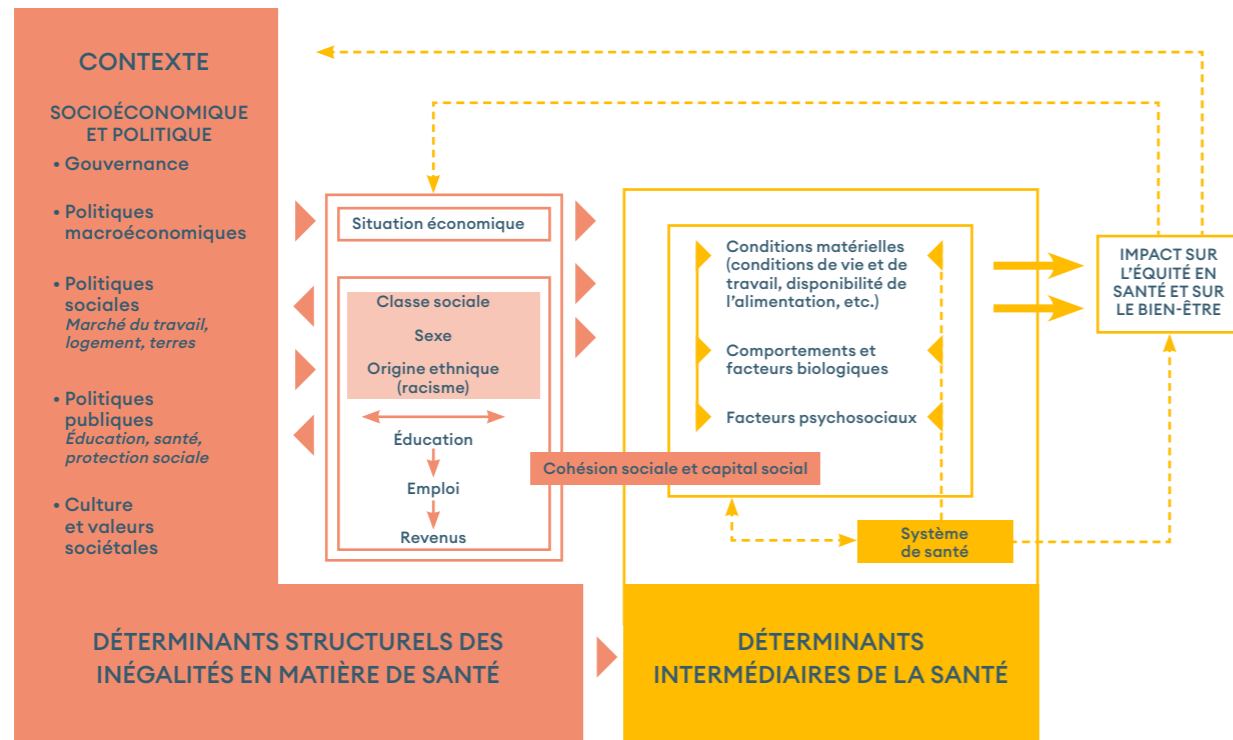 CONTEXTE
SOCIOÉCONOMIQUE
ET POLITIQUE
• Gouvernance
• Politiques
macroéconomiques
• Politiques
sociales
Marché du travail,
logement, terres
• Politiques
publiques
Éducation, santé,
protection sociale
• Culture
et valeurs
sociétales
Situation économique
Classe sociale
Sexe
Origine ethnique
(racisme)
Éducation
Emploi
Revenus
Cohésion sociale et capital social
Conditions matérielles
(conditions de vie et de
travail, disponibilité de
l’alimentation, etc.)
Comportements et
facteurs biologiques
Facteurs psychosociaux
Système
de santé
IMPACT SUR
L’ÉQUITÉ EN
SANTÉ ET SUR
LE BIEN-ÊTRE
DÉTERMINANTS STRUCTURELS DES
INÉGALITÉS EN MATIÈRE DE SANTÉ
DÉTERMINANTS
INTERMÉDIAIRES DE LA SANTÉ